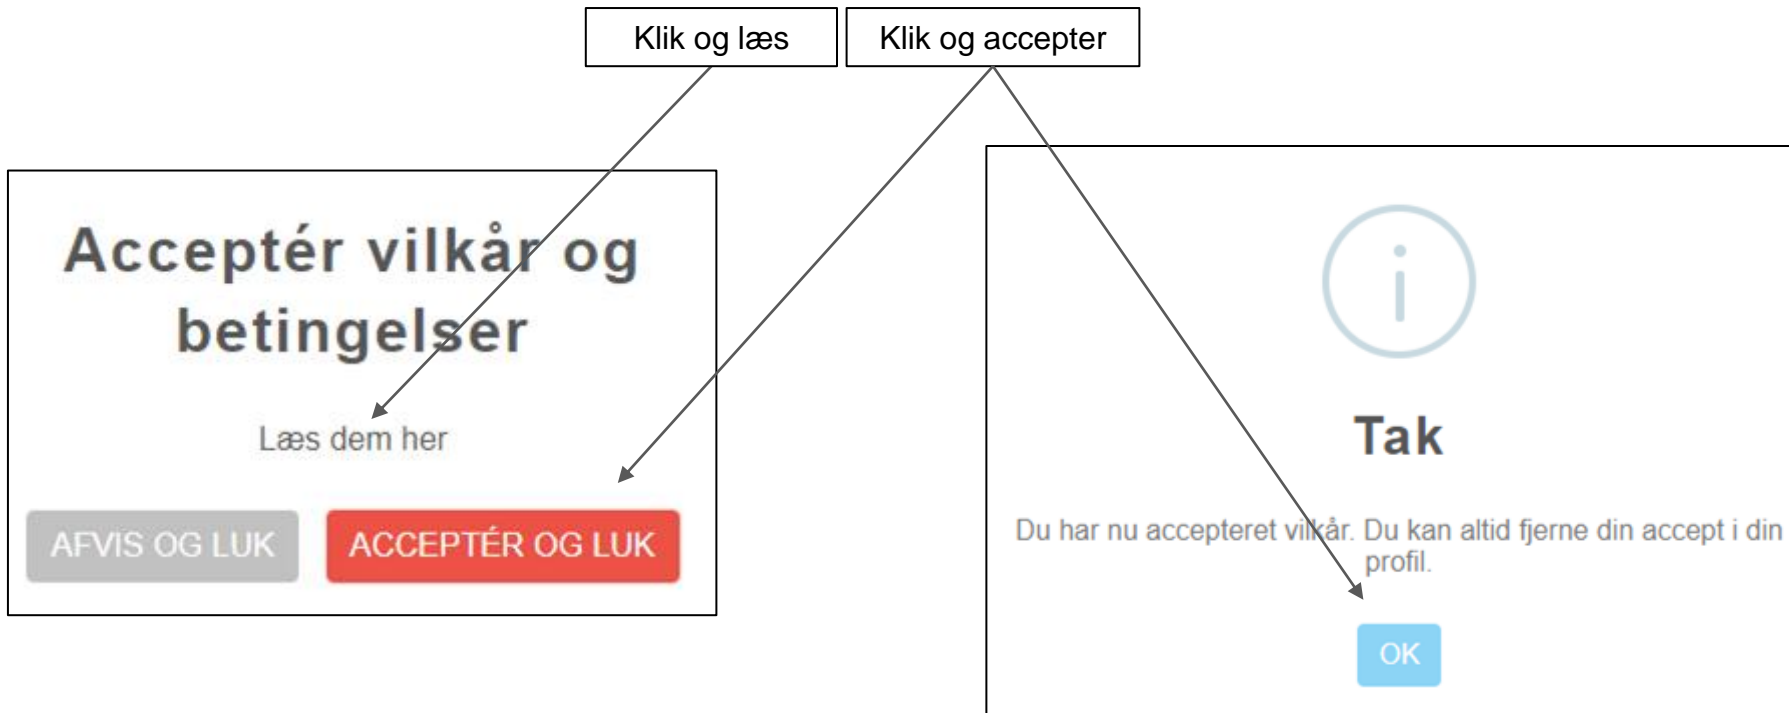 Klik og læs
Klik og accepter
Acceptér vilkår og
betingelser
Læs dem her
AFVIS OG LUK
ACCEPTÉR OG LUK
i
Tak
Du har nu accepteret vilkår. Du kan altid fjerne din accept i din
profil.
OK